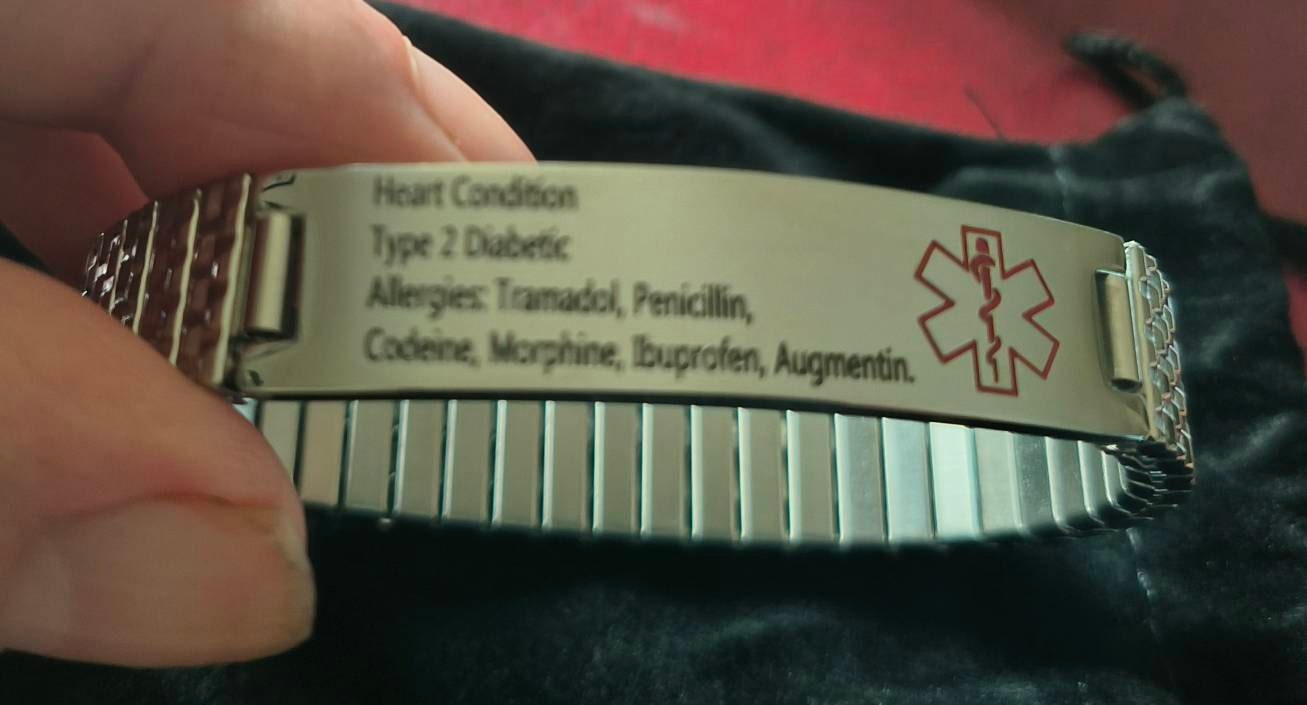 Heart Condition
Type 2 Diabetic
Allergies: Tramadol, Penicillin,
Codeine, Morphine, Ibuprofen, Augmentin.